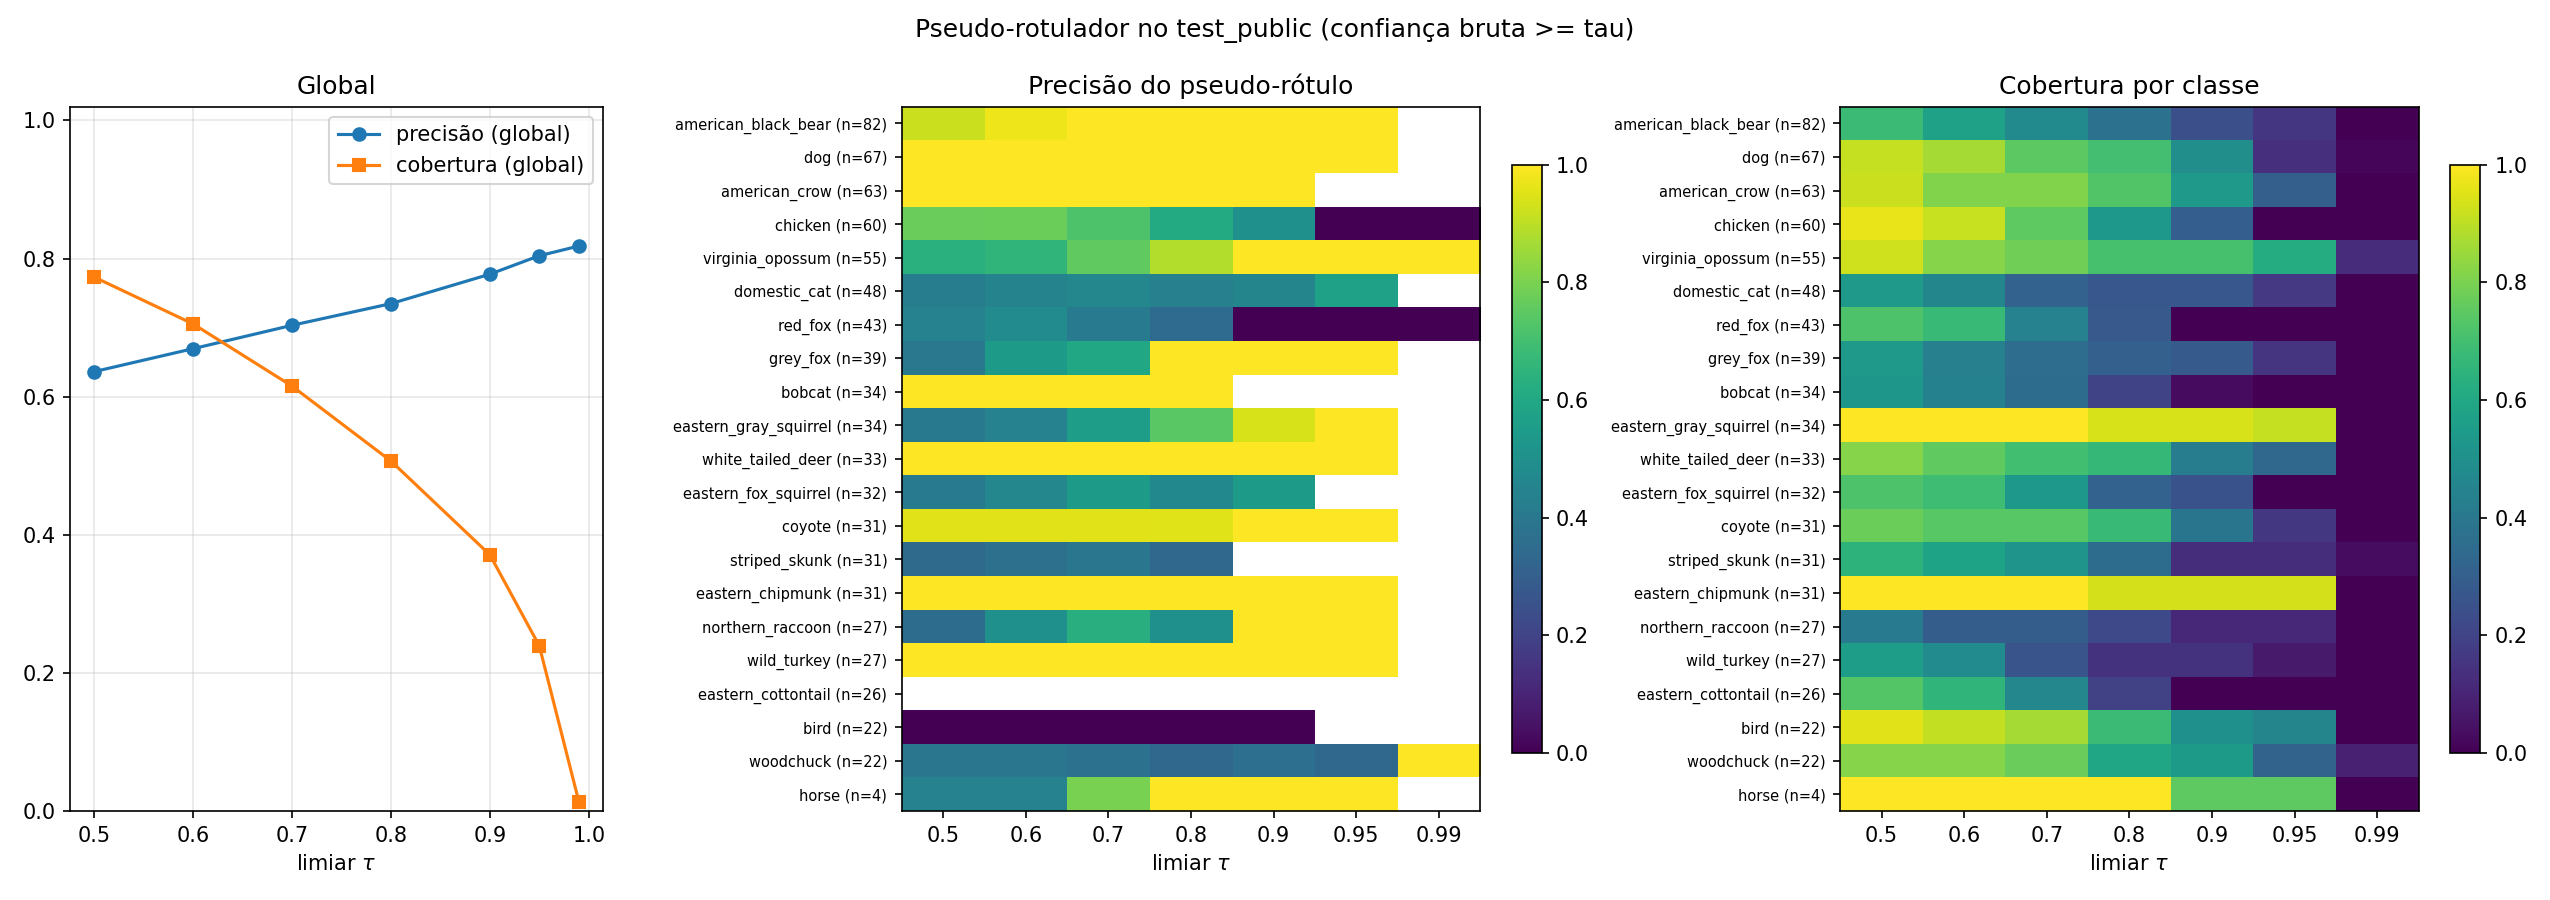 Pseudo-rotulador no test_public (confiança bruta >= tau)
Global
precisão (global)
cobertura (global)
1.0
0.8
0.6
0.4
0.2
0.0
0.5 0.6 0.7 0.8 0.9 1.0
limiar τ
Precisão do pseudo-rótulo
american_black_bear (n=82)
dog (n=67)
american_crow (n=63)
chicken (n=60)
virginia_opossum (n=55)
domestic_cat (n=48)
red_fox (n=43)
grey_fox (n=39)
bobcat (n=34)
eastern_gray_squirrel (n=34)
white_tailed_deer (n=33)
eastern_fox_squirrel (n=32)
coyote (n=31)
striped_skunk (n=31)
eastern_chipmunk (n=31)
northern_raccoon (n=27)
wild_turkey (n=27)
eastern_cottontail (n=26)
bird (n=22)
woodchuck (n=22)
horse (n=4)
0.5 0.6 0.7 0.8 0.9 0.95 0.99
limiar τ
1.0
0.8
0.6
0.4
0.2
0.0
Cobertura por classe
american_black_bear (n=82)
dog (n=67)
american_crow (n=63)
chicken (n=60)
virginia_opossum (n=55)
domestic_cat (n=48)
red_fox (n=43)
grey_fox (n=39)
bobcat (n=34)
eastern_gray_squirrel (n=34)
white_tailed_deer (n=33)
eastern_fox_squirrel (n=32)
coyote (n=31)
striped_skunk (n=31)
eastern_chipmunk (n=31)
northern_raccoon (n=27)
wild_turkey (n=27)
eastern_cottontail (n=26)
bird (n=22)
woodchuck (n=22)
horse (n=4)
0.5 0.6 0.7 0.8 0.9 0.95 0.99
limiar τ
1.0
0.8
0.6
0.4
0.2
0.0